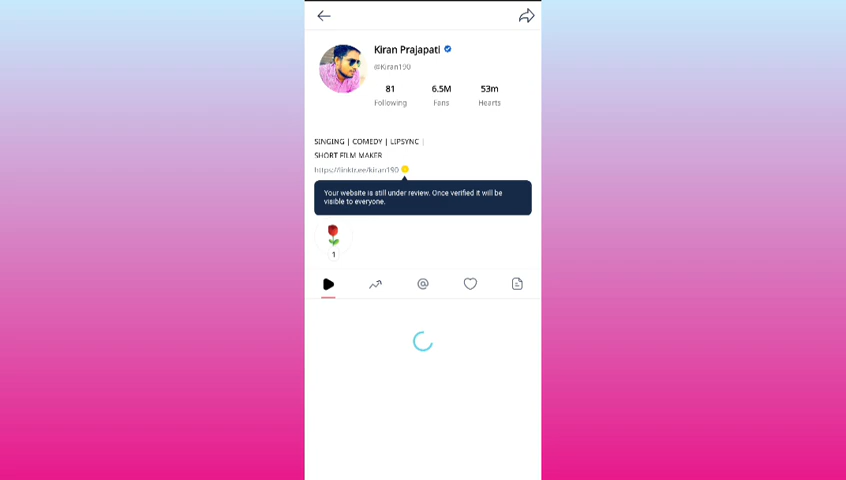 Kiran Prajapati
@Kiran190
81 6.5M 53m
Following Fans Hearts
SINGING | COMEDY | LIPSYNC |
SHORT FILM MAKER
https://linktr.ee/kiran190
Your website is still under review. Once verified it will be
visible to everyone.
1